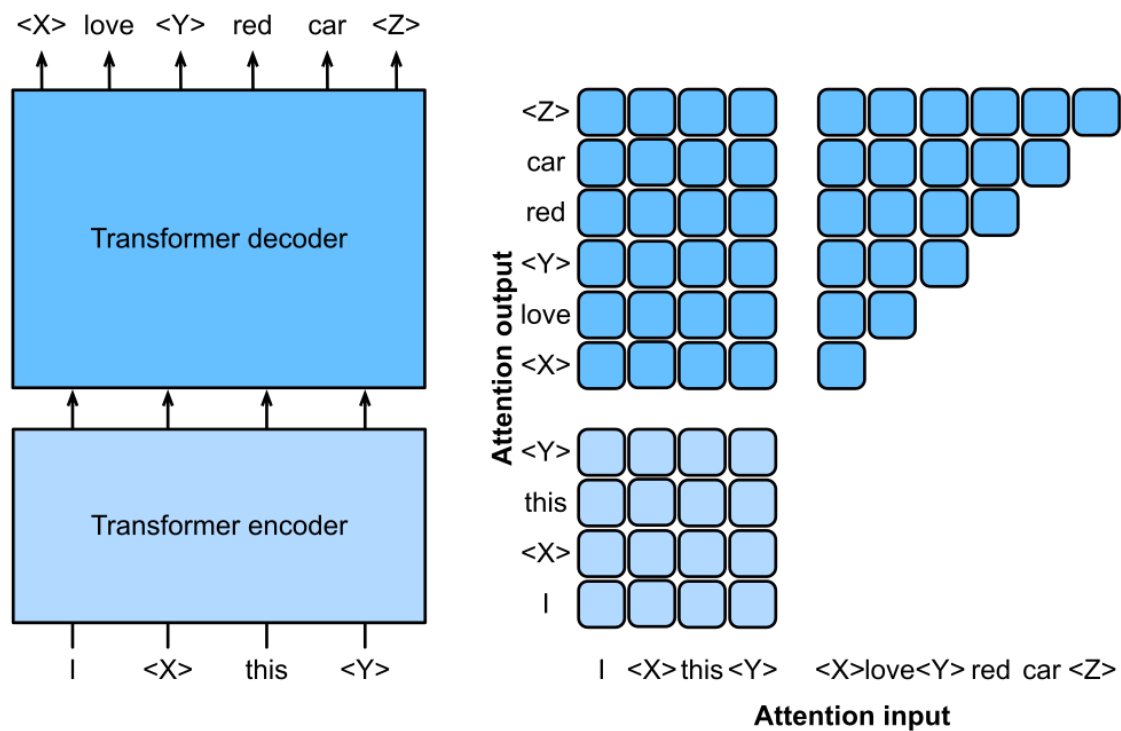 <X> love <Y> red car <Z>
Transformer decoder
Transformer encoder
I <X> this <Y>
Attention output
<Z>
car
red
<Y>
love
<X>
<Y>
this
<X>
I
I <X> this <Y> <X> love <Y> red car <Z>
Attention input